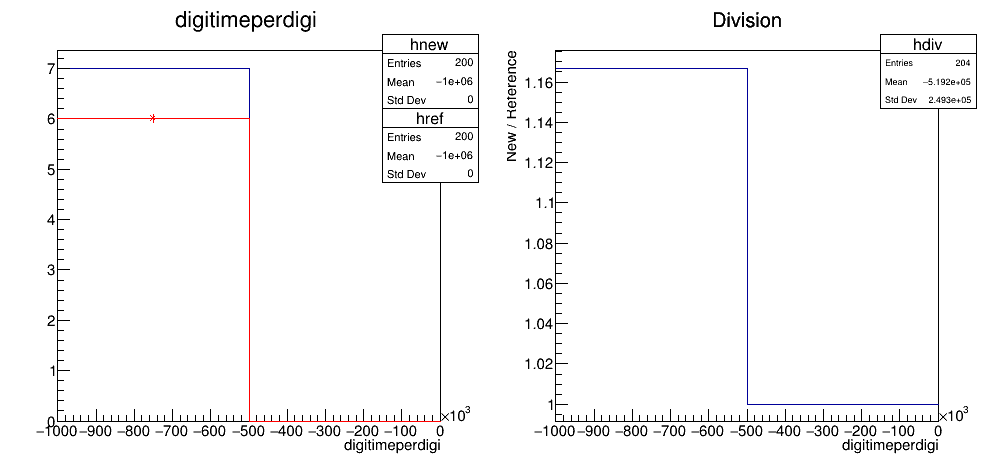 digitimeperdigi
hnew
Entries 200
Mean −1e+06
Std Dev 0
href
Entries 200
Mean −1e+06
Std Dev 0
7
6
5
4
3
2
1
0
−1000 −900 −800 −700 −600 −500 −400 −300 −200 −100 0
×10³
digitimeperdigi
Division
hdiv
Entries 204
Mean −5.192e+05
Std Dev 2.493e+05
New / Reference
1.16
1.14
1.12
1.1
1.08
1.06
1.04
1.02
1
−1000 −900 −800 −700 −600 −500 −400 −300 −200 −100 0
×10³
digitimeperdigi